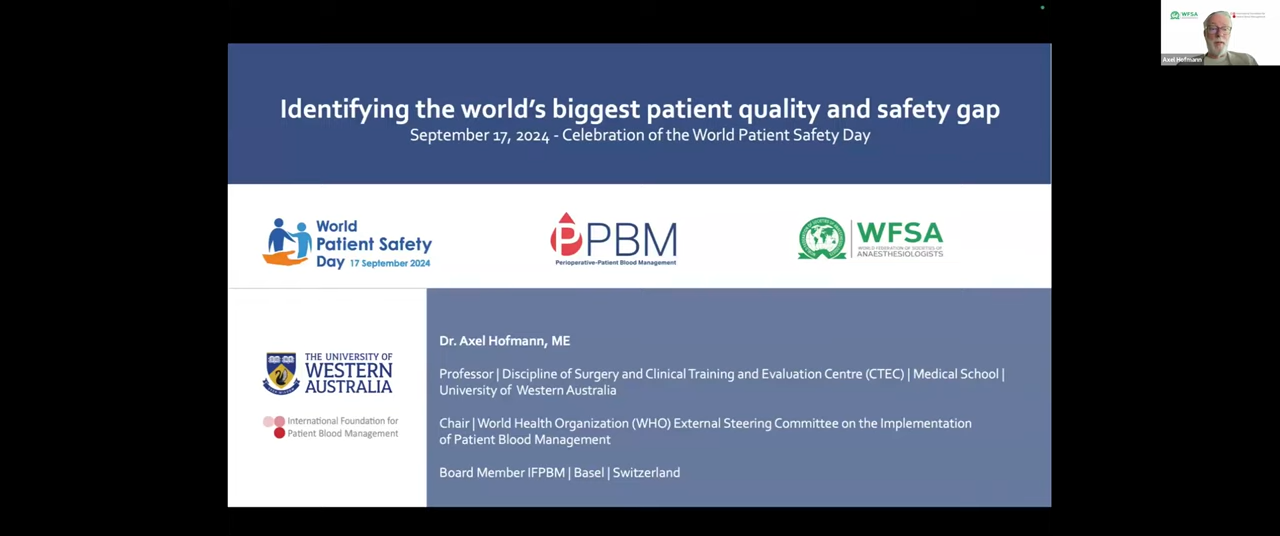 Identifying the world's biggest patient quality and safety gap
September 17, 2024 - Celebration of the World Patient Safety Day
World
Patient Safety
Day 17 September 2024
PPBM
Perioperative-Patient Blood Management
WFSA
WORLD FEDERATION OF SOCIETIES OF
ANAESTHESIOLOGISTS
THE UNIVERSITY OF
WESTERN
AUSTRALIA
International Foundation for
Patient Blood Management
Dr. Axel Hofmann, ME
Professor | Discipline of Surgery and Clinical Training and Evaluation Centre (CTEC) | Medical School |
University of Western Australia
Chair | World Health Organization (WHO) External Steering Committee on the Implementation
of Patient Blood Management
Board Member IFPBM | Basel | Switzerland
WFSA
Axel Hofmann